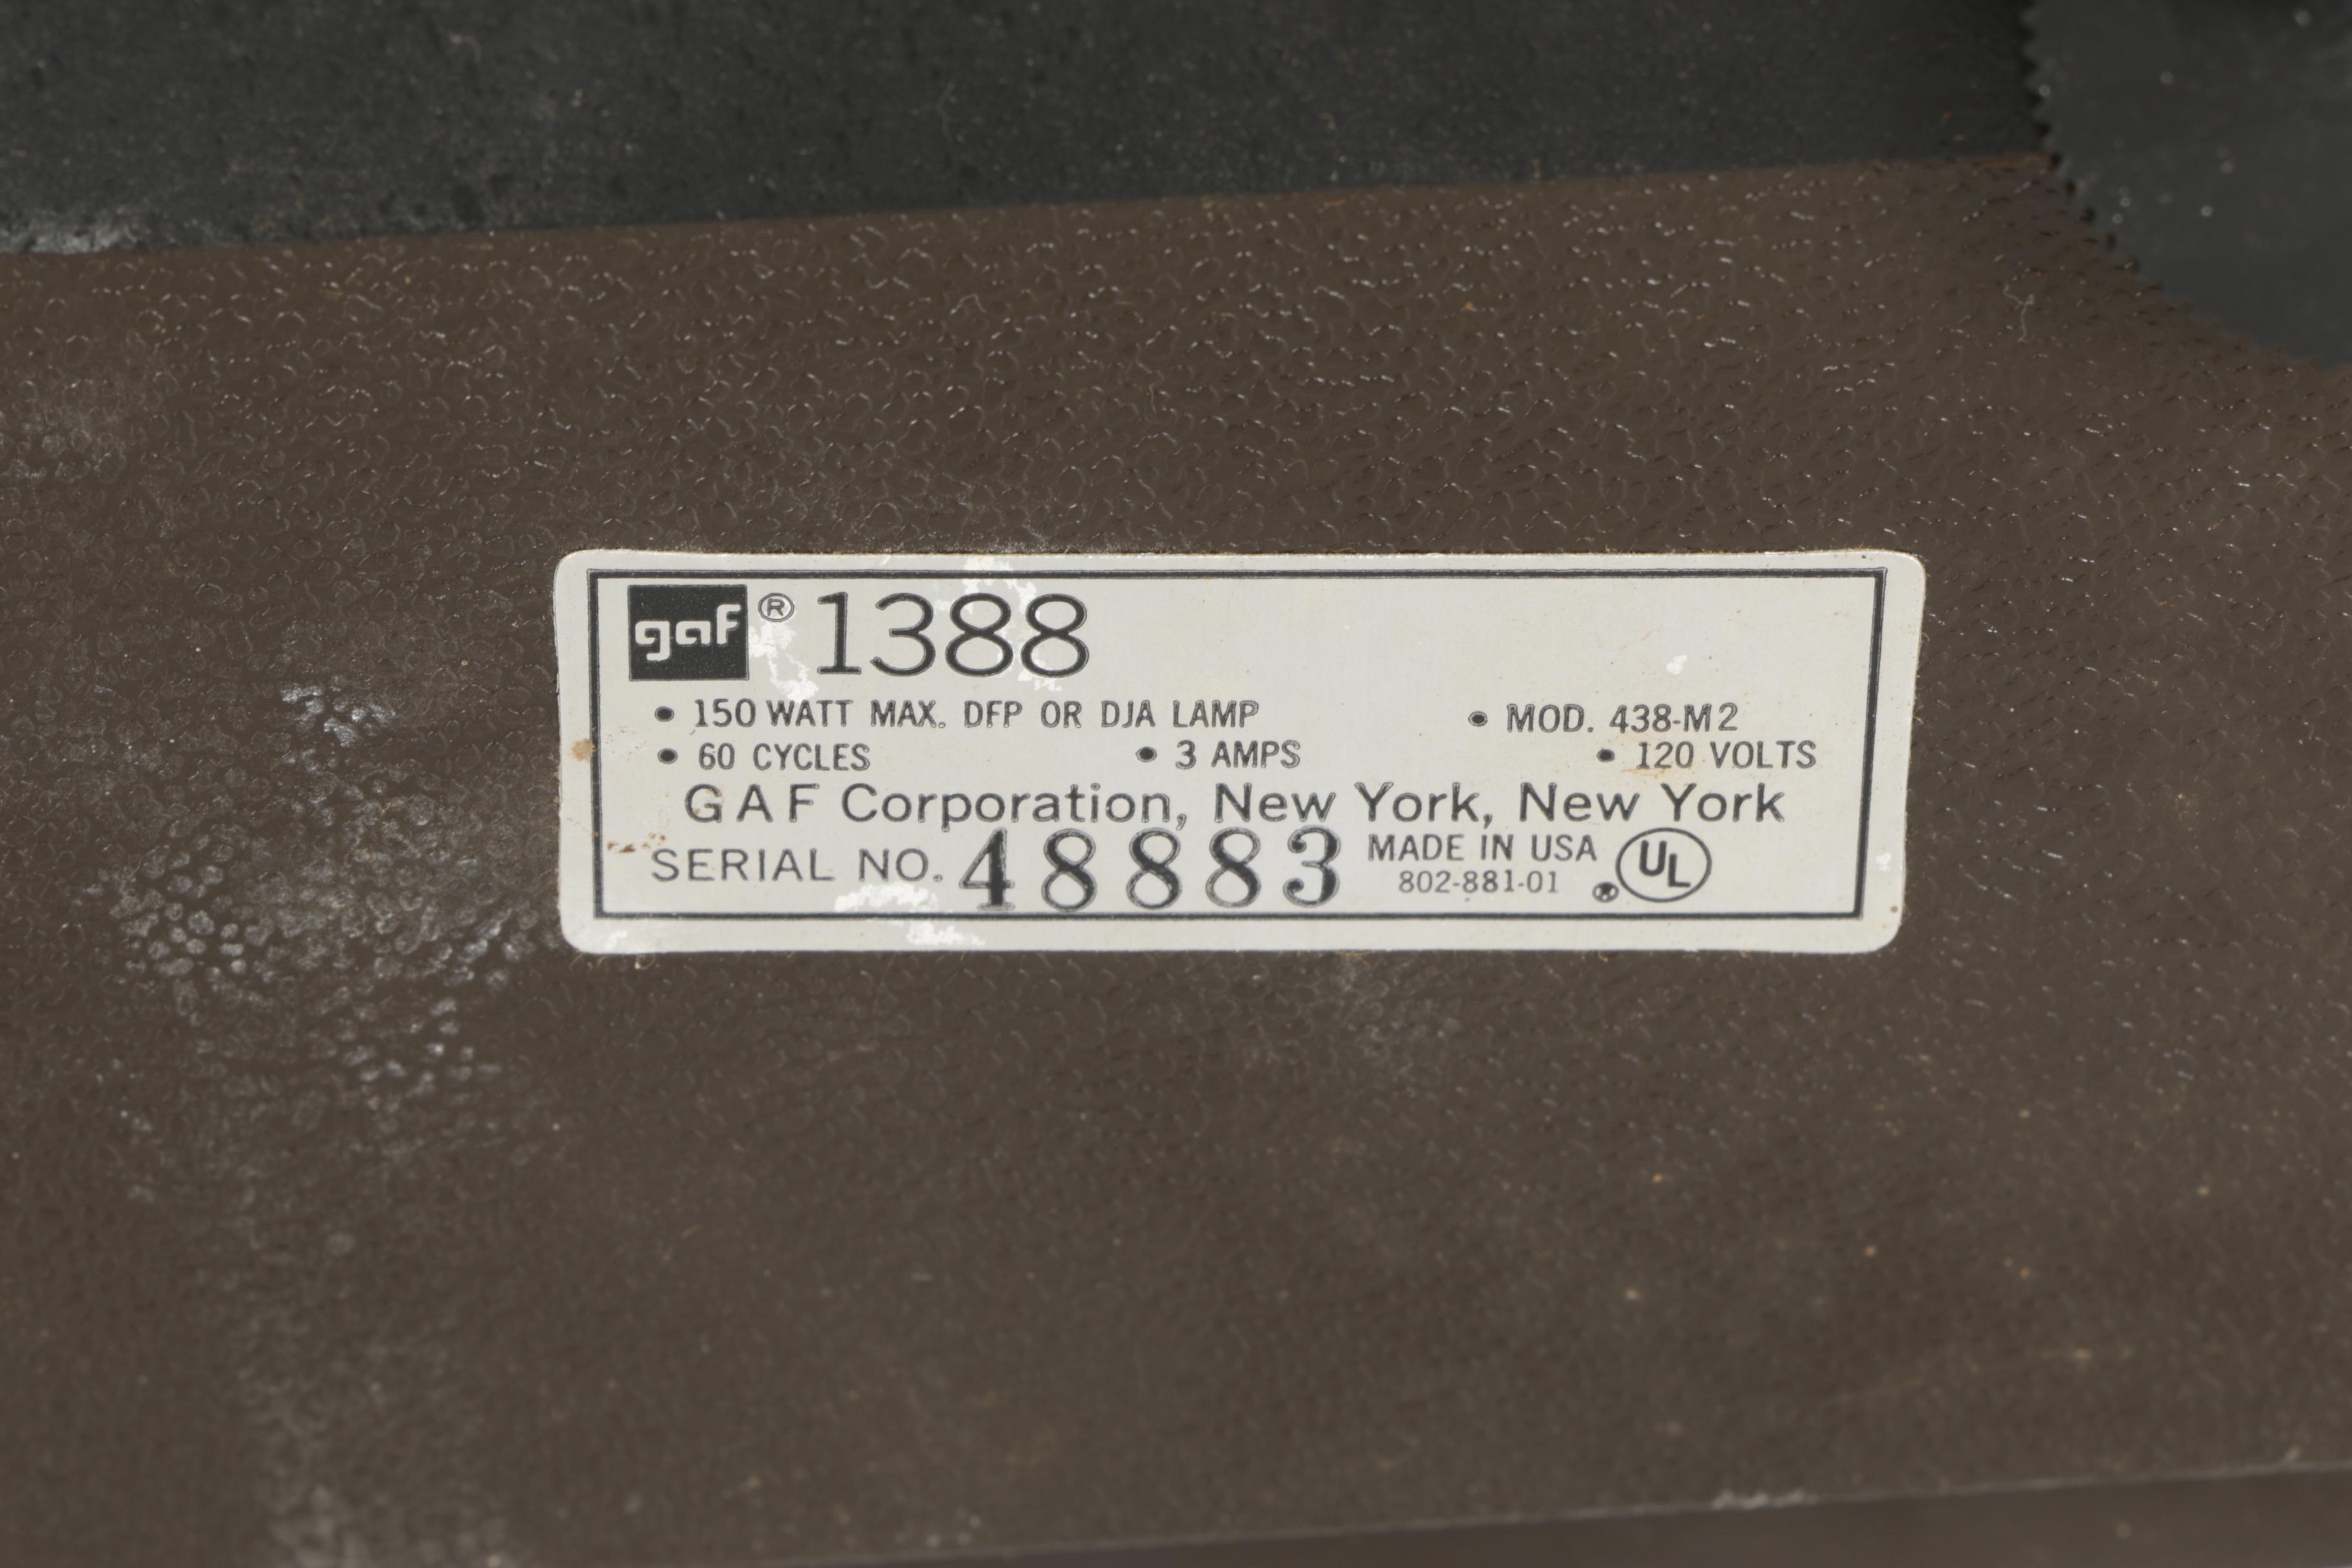 gaf ® 1388
• 150 WATT MAX. DFP OR DJA LAMP • MOD. 438-M2
• 60 CYCLES • 3 AMPS • 120 VOLTS
GAF Corporation, New York, New York
SERIAL NO. 48883 MADE IN USA UL
802-881-01